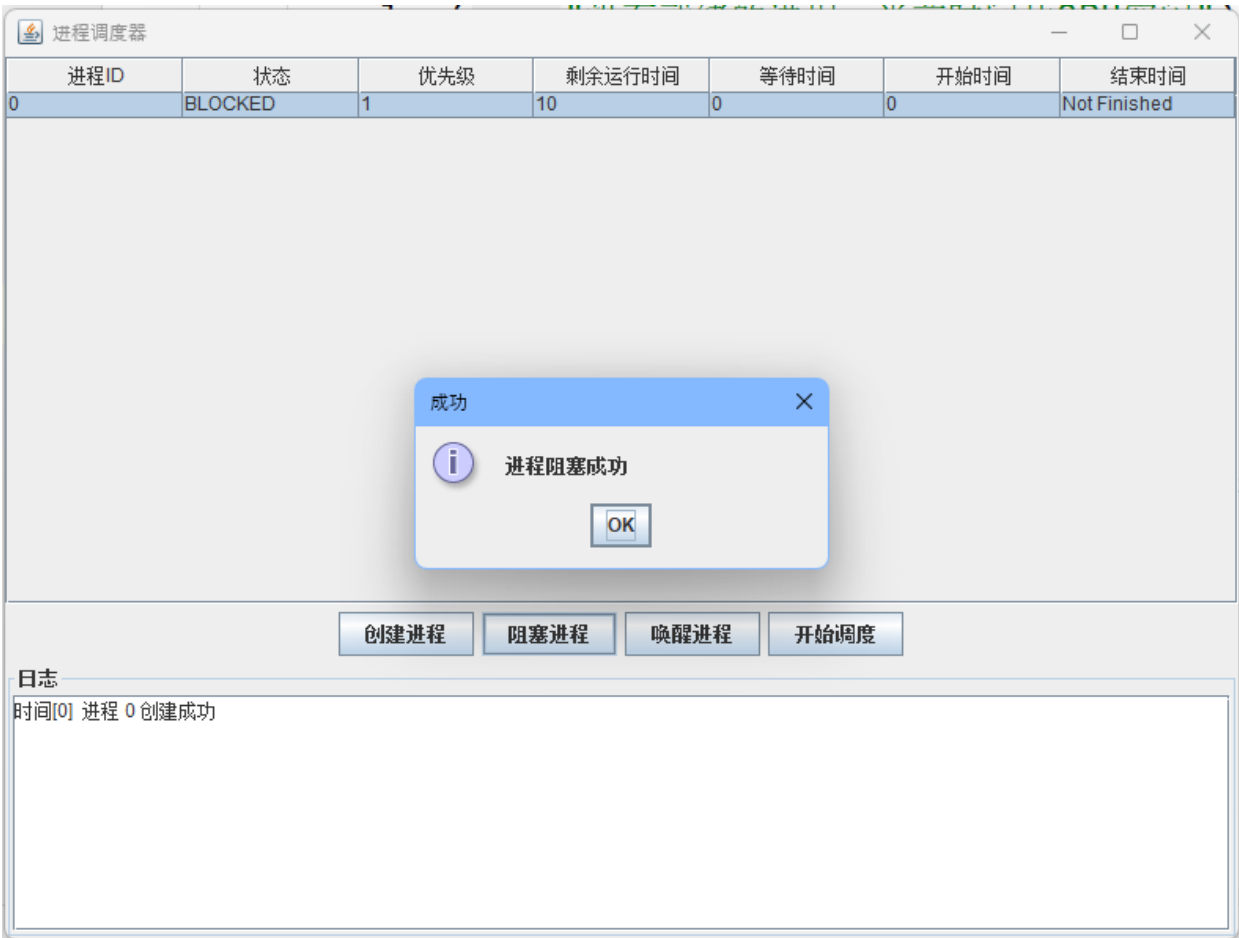 进程调度器
进程ID 状态 优先级 剩余运行时间 等待时间 开始时间 结束时间
0 BLOCKED 1 10 0 0 Not Finished
成功
进程阻塞成功
OK
创建进程 阻塞进程 唤醒进程 开始调度
日志
时间[0] 进程 0 创建成功